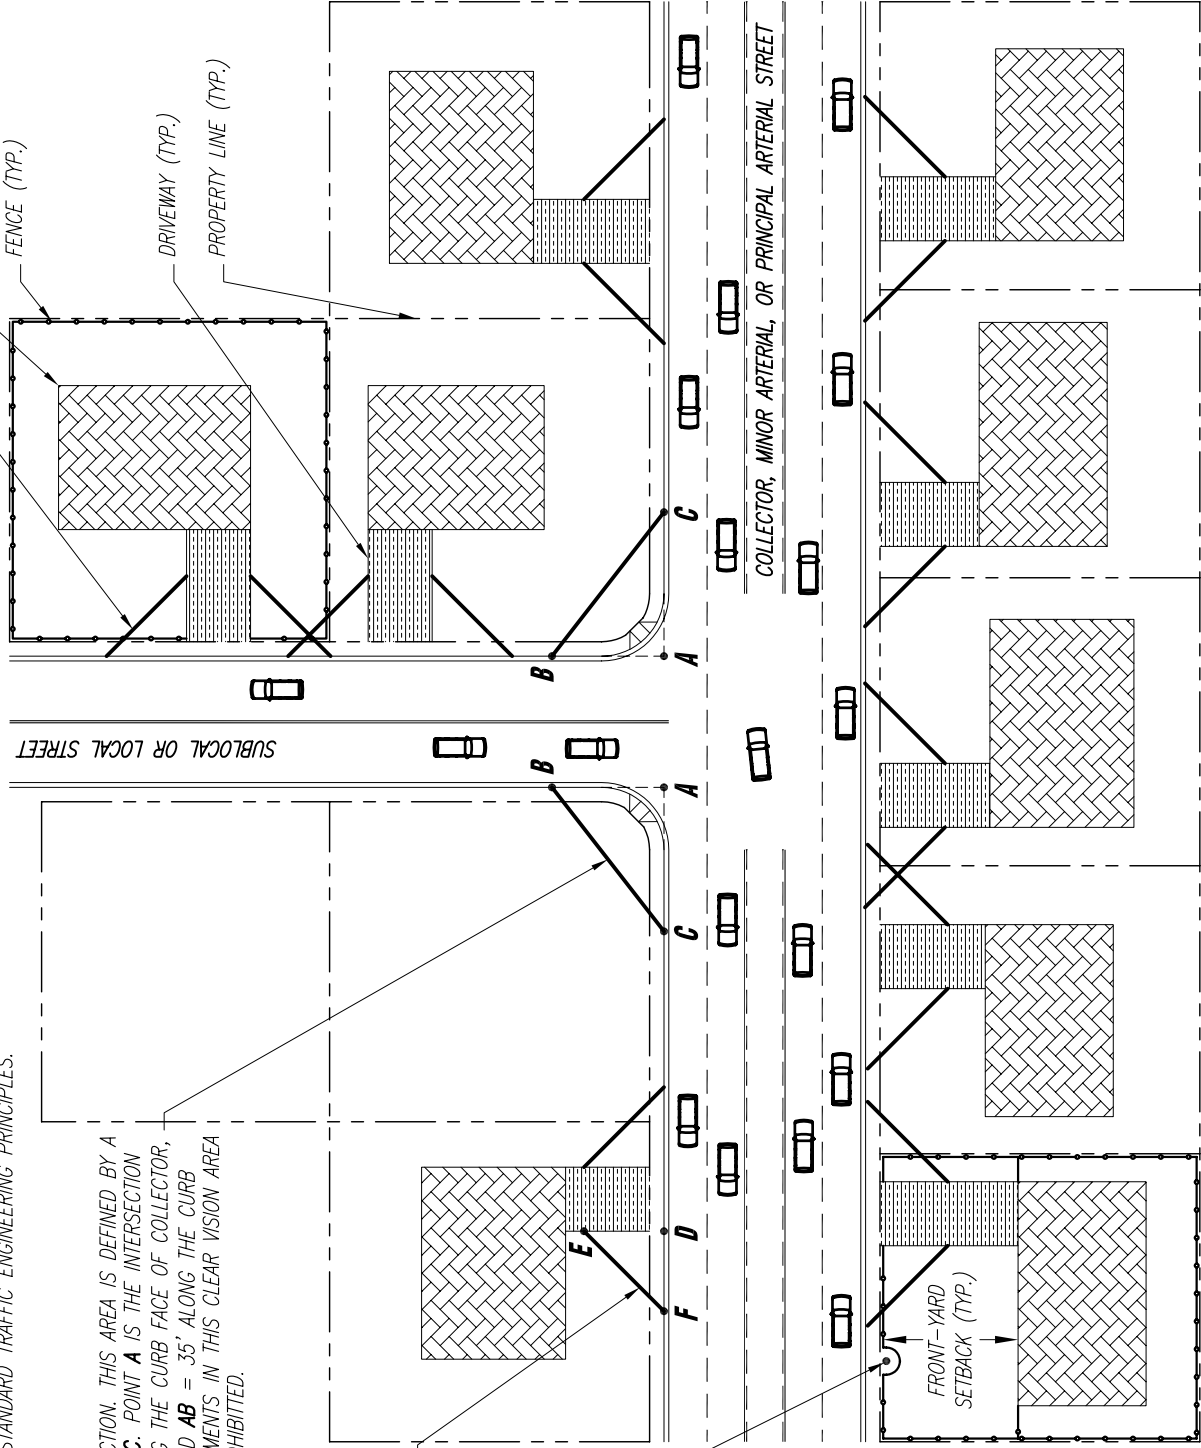 STANDARD TRAFFIC ENGINEERING PRINCIPLES.
CTION. THIS AREA IS DEFINED BY A
C. POINT A IS THE INTERSECTION
G THE CURB FACE OF COLLECTOR,
D AB = 35' ALONG THE CURB
MENTS IN THIS CLEAR VISION AREA
HIBITED.
FENCE (TYP.)
DRIVEWAY (TYP.)
PROPERTY LINE (TYP.)
SUBLOCAL OR LOCAL STREET
COLLECTOR, MINOR ARTERIAL, OR PRINCIPAL ARTERIAL STREET
B
A
C
B
A
C
E
D
F
FRONT-YARD
SETBACK (TYP.)